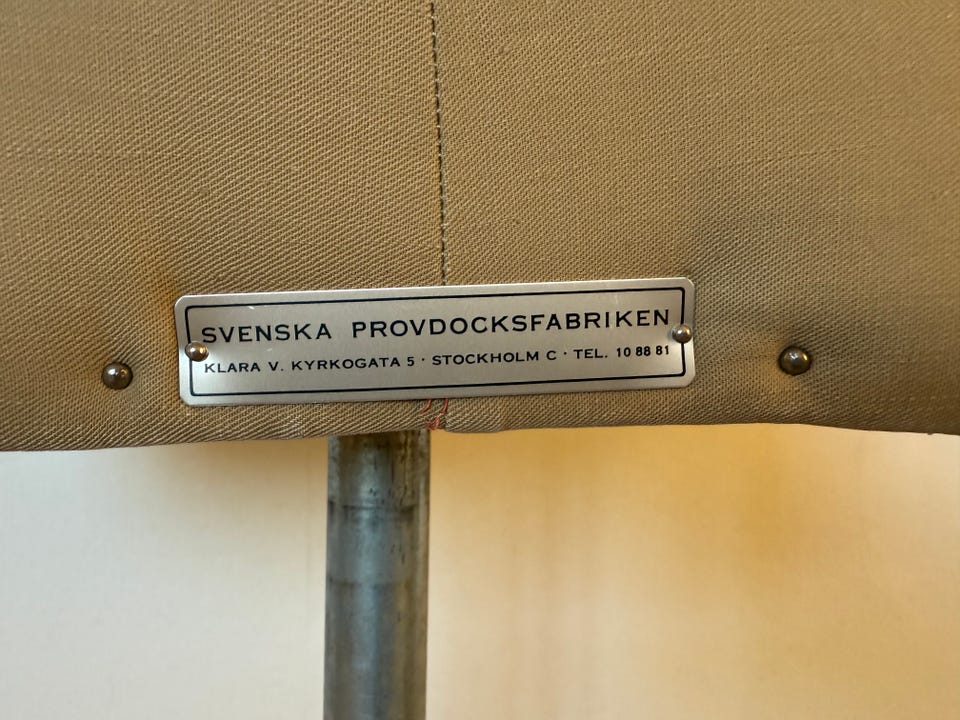 SVENSKA PROVDOCKSFABRIKEN
KLARA V. KYRKOGATA 5 · STOCKHOLM C · TEL. 10 88 81